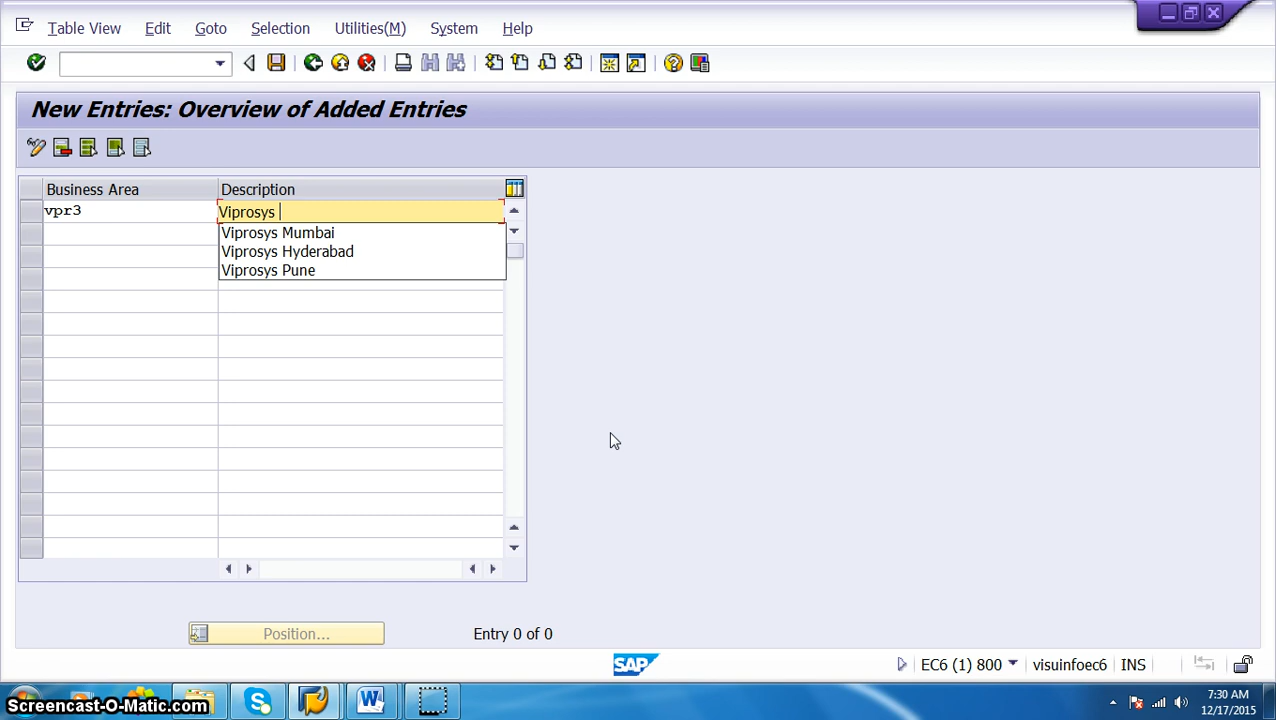 Table View Edit Goto Selection Utilities(M) System Help
New Entries: Overview of Added Entries
Business Area Description
vpr3 Viprosys
Viprosys Mumbai
Viprosys Hyderabad
Viprosys Pune
Position... Entry 0 of 0
SAP EC6 (1) 800 visuinfoec6 INS
Screencast-O-Matic.com 7:30 AM
12/17/2015